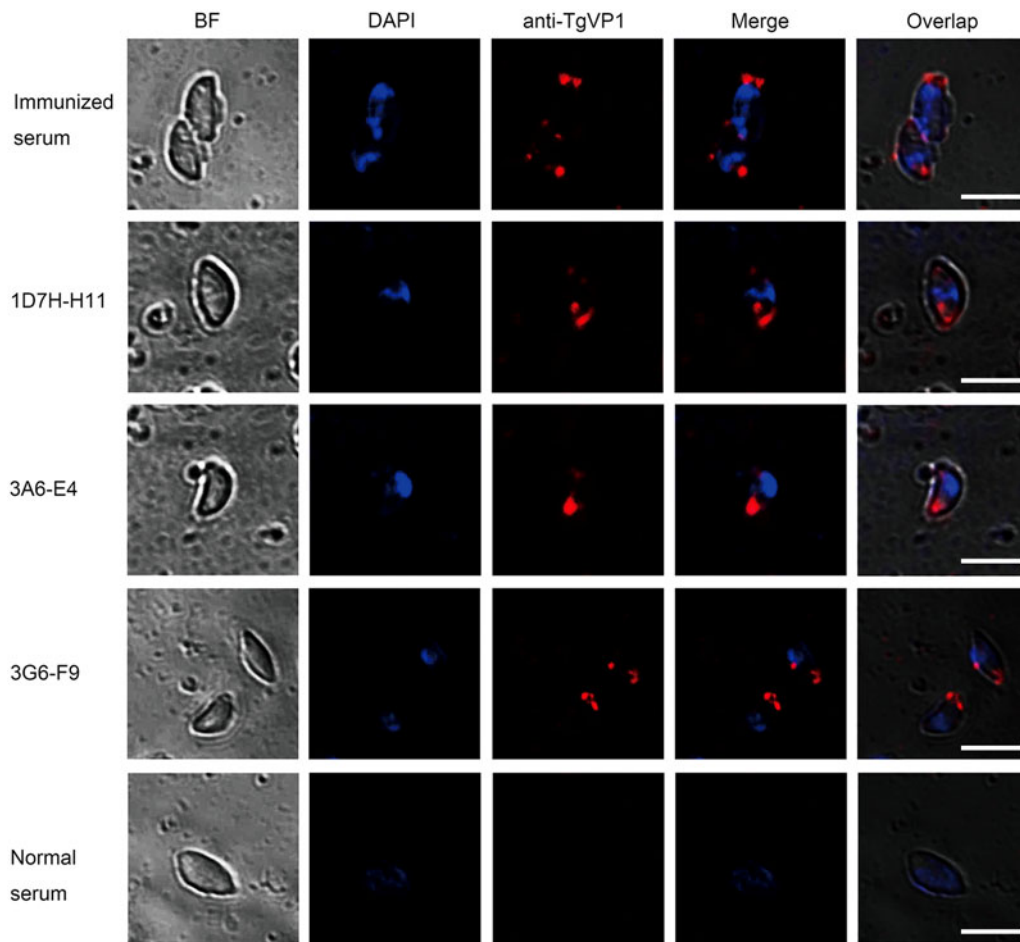 BF DAPI anti-TgVP1 Merge Overlap
Immunized
serum
1D7H-H11
3A6-E4
3G6-F9
Normal
serum